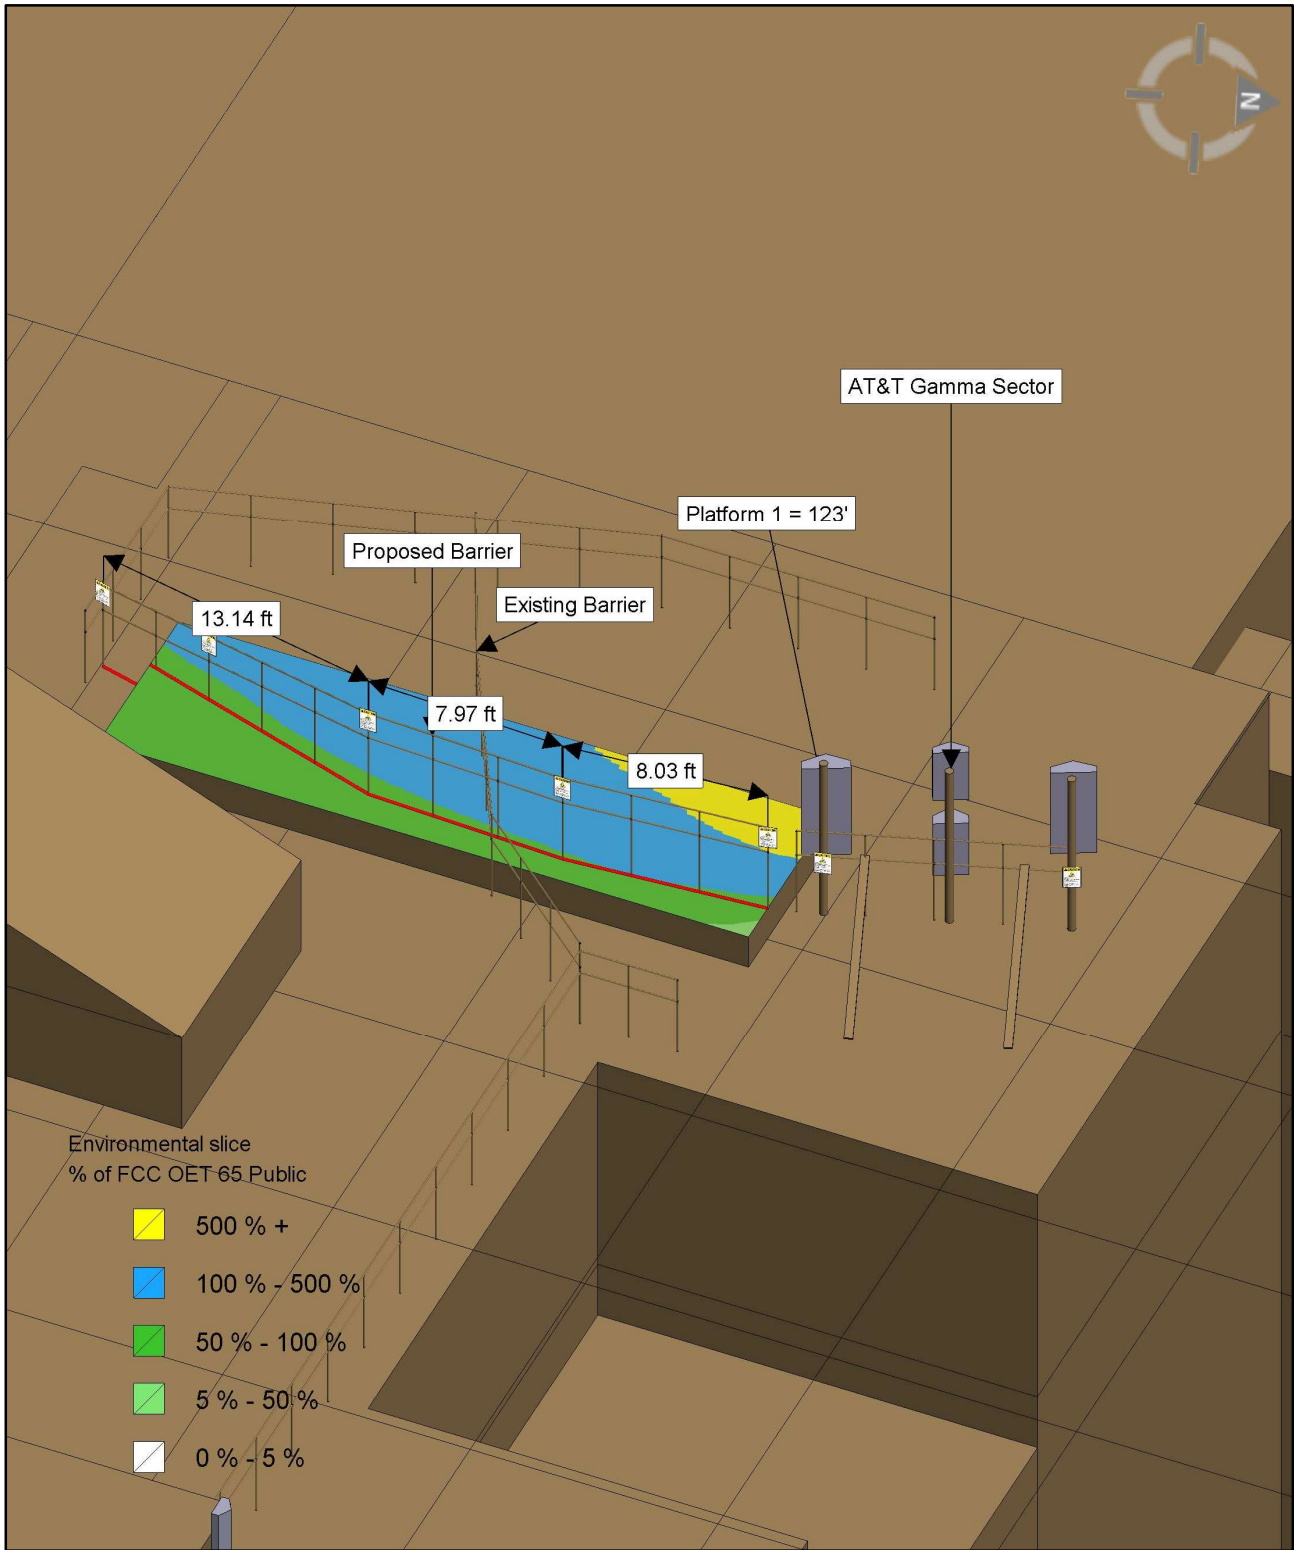 N
AT&T Gamma Sector
Platform 1 = 123'
Proposed Barrier
Existing Barrier
13.14 ft
7.97 ft
8.03 ft
Environmental slice
% of FCC OET 65 Public
500 % +
100 % - 500 %
50 % - 100 %
5 % - 50 %
0 % - 5 %